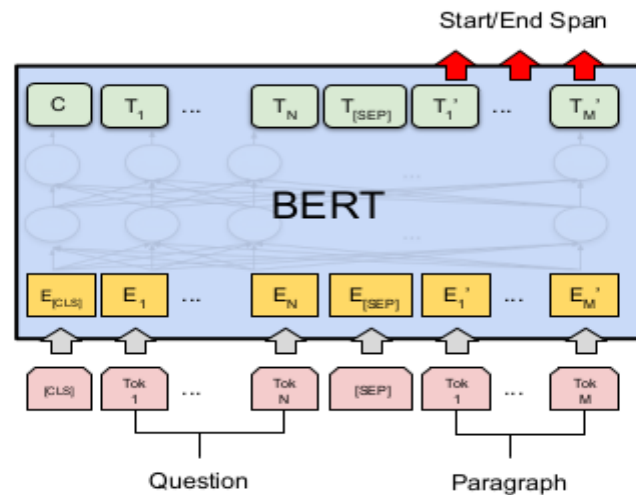 Start/End Span
C T1 ... TN T[SEP] T1' ... TM'
...
BERT
...
E[CLS] E1 ... EN E[SEP] E1' ... EM'
[CLS] Tok 1 ... Tok N [SEP] Tok 1 ... Tok M
Question Paragraph